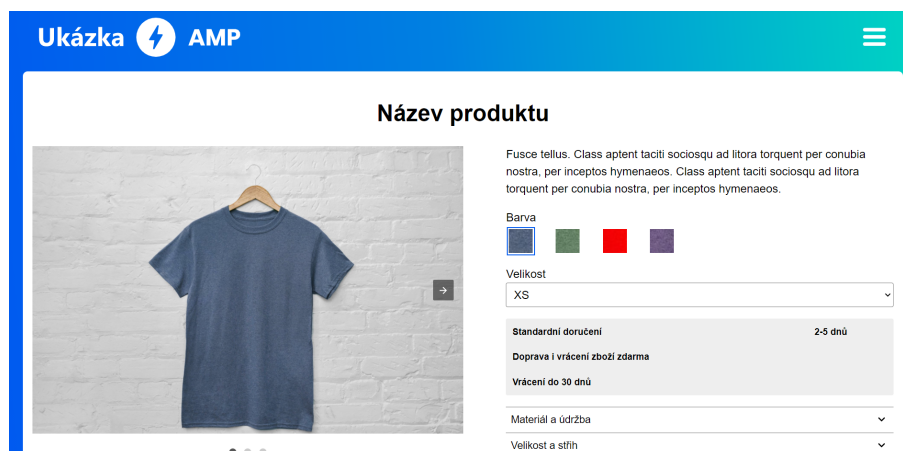 Ukázka AMP
Název produktu
Fusce tellus. Class aptent taciti sociosqu ad litora torquent per conubia
nostra, per inceptos hymenaeos. Class aptent taciti sociosqu ad litora
torquent per conubia nostra, per inceptos hymenaeos.
Barva
Velikost
XS
Standardní doručení 2-5 dnů
Doprava i vrácení zboží zdarma
Vrácení do 30 dnů
Materiál a údržba
Velikost a střih